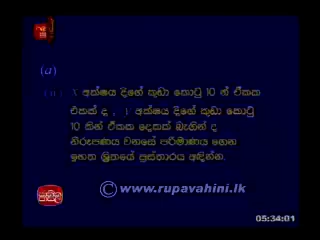 (a)
X අක්ෂය දිගේ කුඩා කොටු 10 න් ඒකක
එකක් ද , Y අක්ෂය දිගේ කුඩා කොටු
10 කින් ඒකක දෙකක් බැගින් ද
නිරූපණය වනසේ පරිමාණය ගෙන
ඉහත ශ්‍රිතයේ ප්‍රස්තාරය අඳින්න.
©www.rupavahini.lk
05:34:01